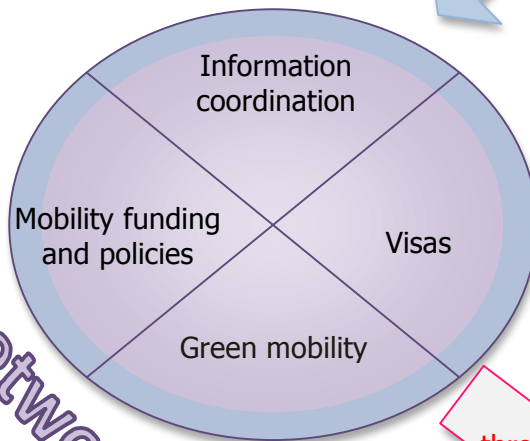 Information
coordination
Mobility funding
and policies
Visas
Green mobility